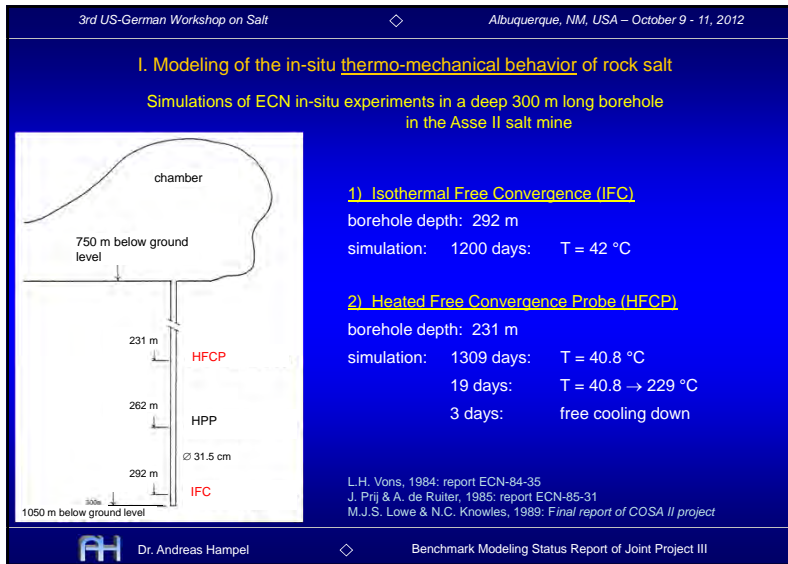 3rd US-German Workshop on Salt ◇ Albuquerque, NM, USA – October 9 - 11, 2012
I. Modeling of the in-situ thermo-mechanical behavior of rock salt
Simulations of ECN in-situ experiments in a deep 300 m long borehole
in the Asse II salt mine
chamber
750 m below ground
level
231 m
HFCP
262 m
HPP
∅ 31.5 cm
292 m
IFC
300m
1050 m below ground level
1) Isothermal Free Convergence (IFC)
borehole depth: 292 m
simulation: 1200 days: T = 42 °C
2) Heated Free Convergence Probe (HFCP)
borehole depth: 231 m
simulation: 1309 days: T = 40.8 °C
19 days: T = 40.8 → 229 °C
3 days: free cooling down
L.H. Vons, 1984: report ECN-84-35
J. Prij & A. de Ruiter, 1985: report ECN-85-31
M.J.S. Lowe & N.C. Knowles, 1989: Final report of COSA II project
AH Dr. Andreas Hampel ◇ Benchmark Modeling Status Report of Joint Project III